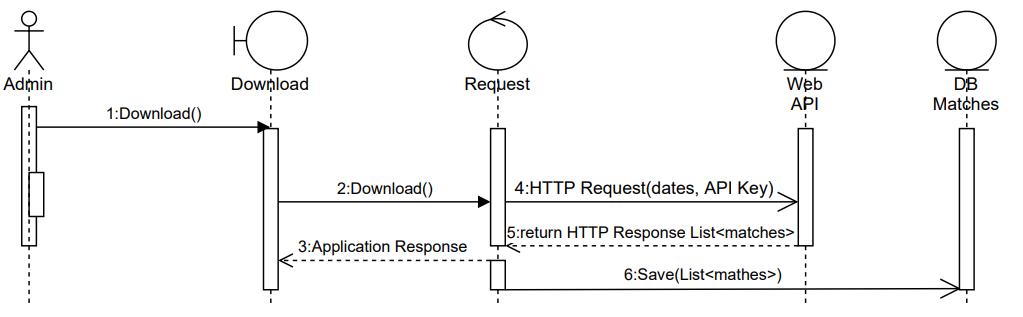 Admin
Download
Request
Web
API
DB
Matches
1:Download()
2:Download()
4:HTTP Request(dates, API Key)
5:return HTTP Response List<matches>
3:Application Response
6:Save(List<mathes>)